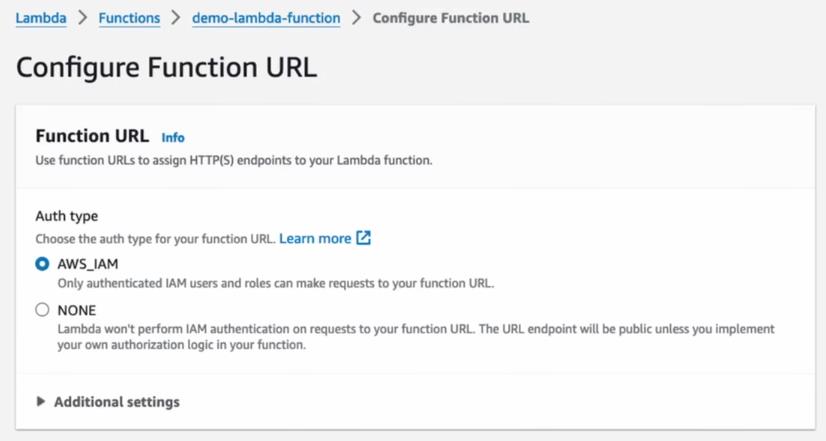 Lambda > Functions > demo-lambda-function > Configure Function URL
Configure Function URL
Function URL Info
Use function URLs to assign HTTP(S) endpoints to your Lambda function.
Auth type
Choose the auth type for your function URL. Learn more
AWS_IAM
Only authenticated IAM users and roles can make requests to your function URL.
NONE
Lambda won't perform IAM authentication on requests to your function URL. The URL endpoint will be public unless you implement
your own authorization logic in your function.
Additional settings